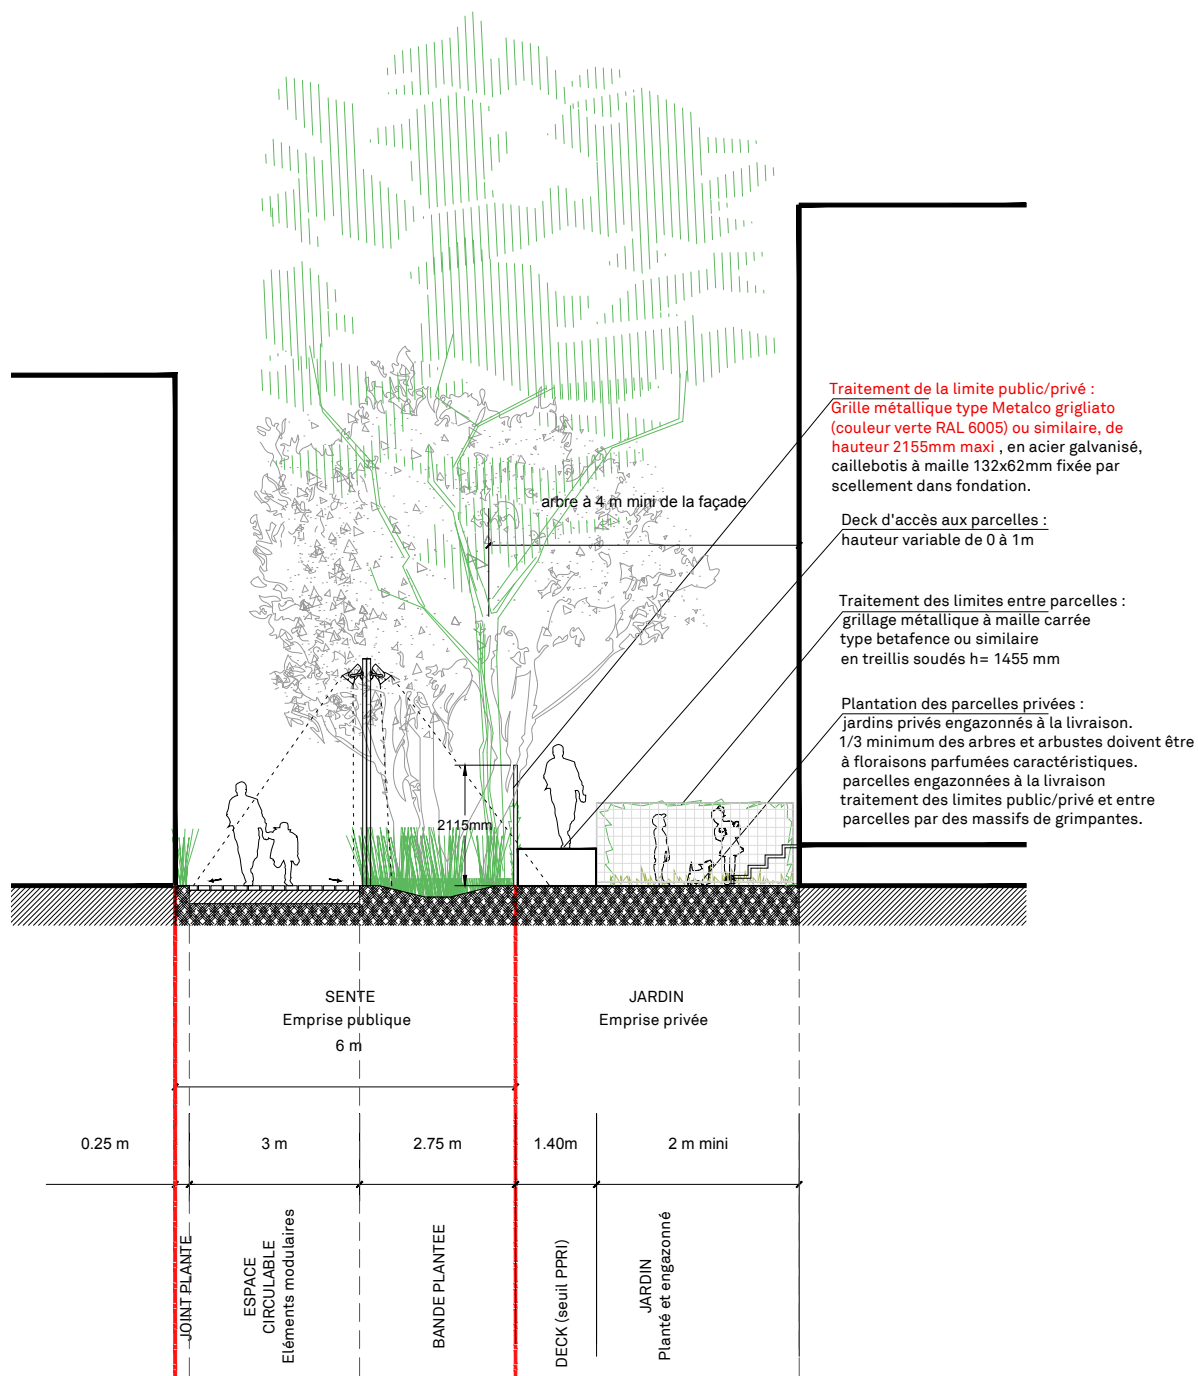 Traitement de la limite public/privé :
Grille métallique type Metalco grigliato
(couleur verte RAL 6005) ou similaire, de
hauteur 2155mm maxi , en acier galvanisé,
caillebotis à maille 132x62mm fixée par
scellement dans fondation.
arbre à 4 m mini de la façade
Deck d'accès aux parcelles :
hauteur variable de 0 à 1m
Traitement des limites entre parcelles :
grillage métallique à maille carrée
type betafence ou similaire
en treillis soudés h= 1455 mm
Plantation des parcelles privées :
jardins privés engazonnés à la livraison.
1/3 minimum des arbres et arbustes doivent être
à floraisons parfumées caractéristiques.
parcelles engazonnées à la livraison
traitement des limites public/privé et entre
parcelles par des massifs de grimpantes.
2115mm
SENTE
Emprise publique
6 m
JARDIN
Emprise privée
0.25 m
3 m
2.75 m
1.40m
2 m mini
JOINT PLANTE
ESPACE
CIRCULABLE
Eléments modulaires
BANDE PLANTEE
DECK (seuil PPRI)
JARDIN
Planté et engazonné